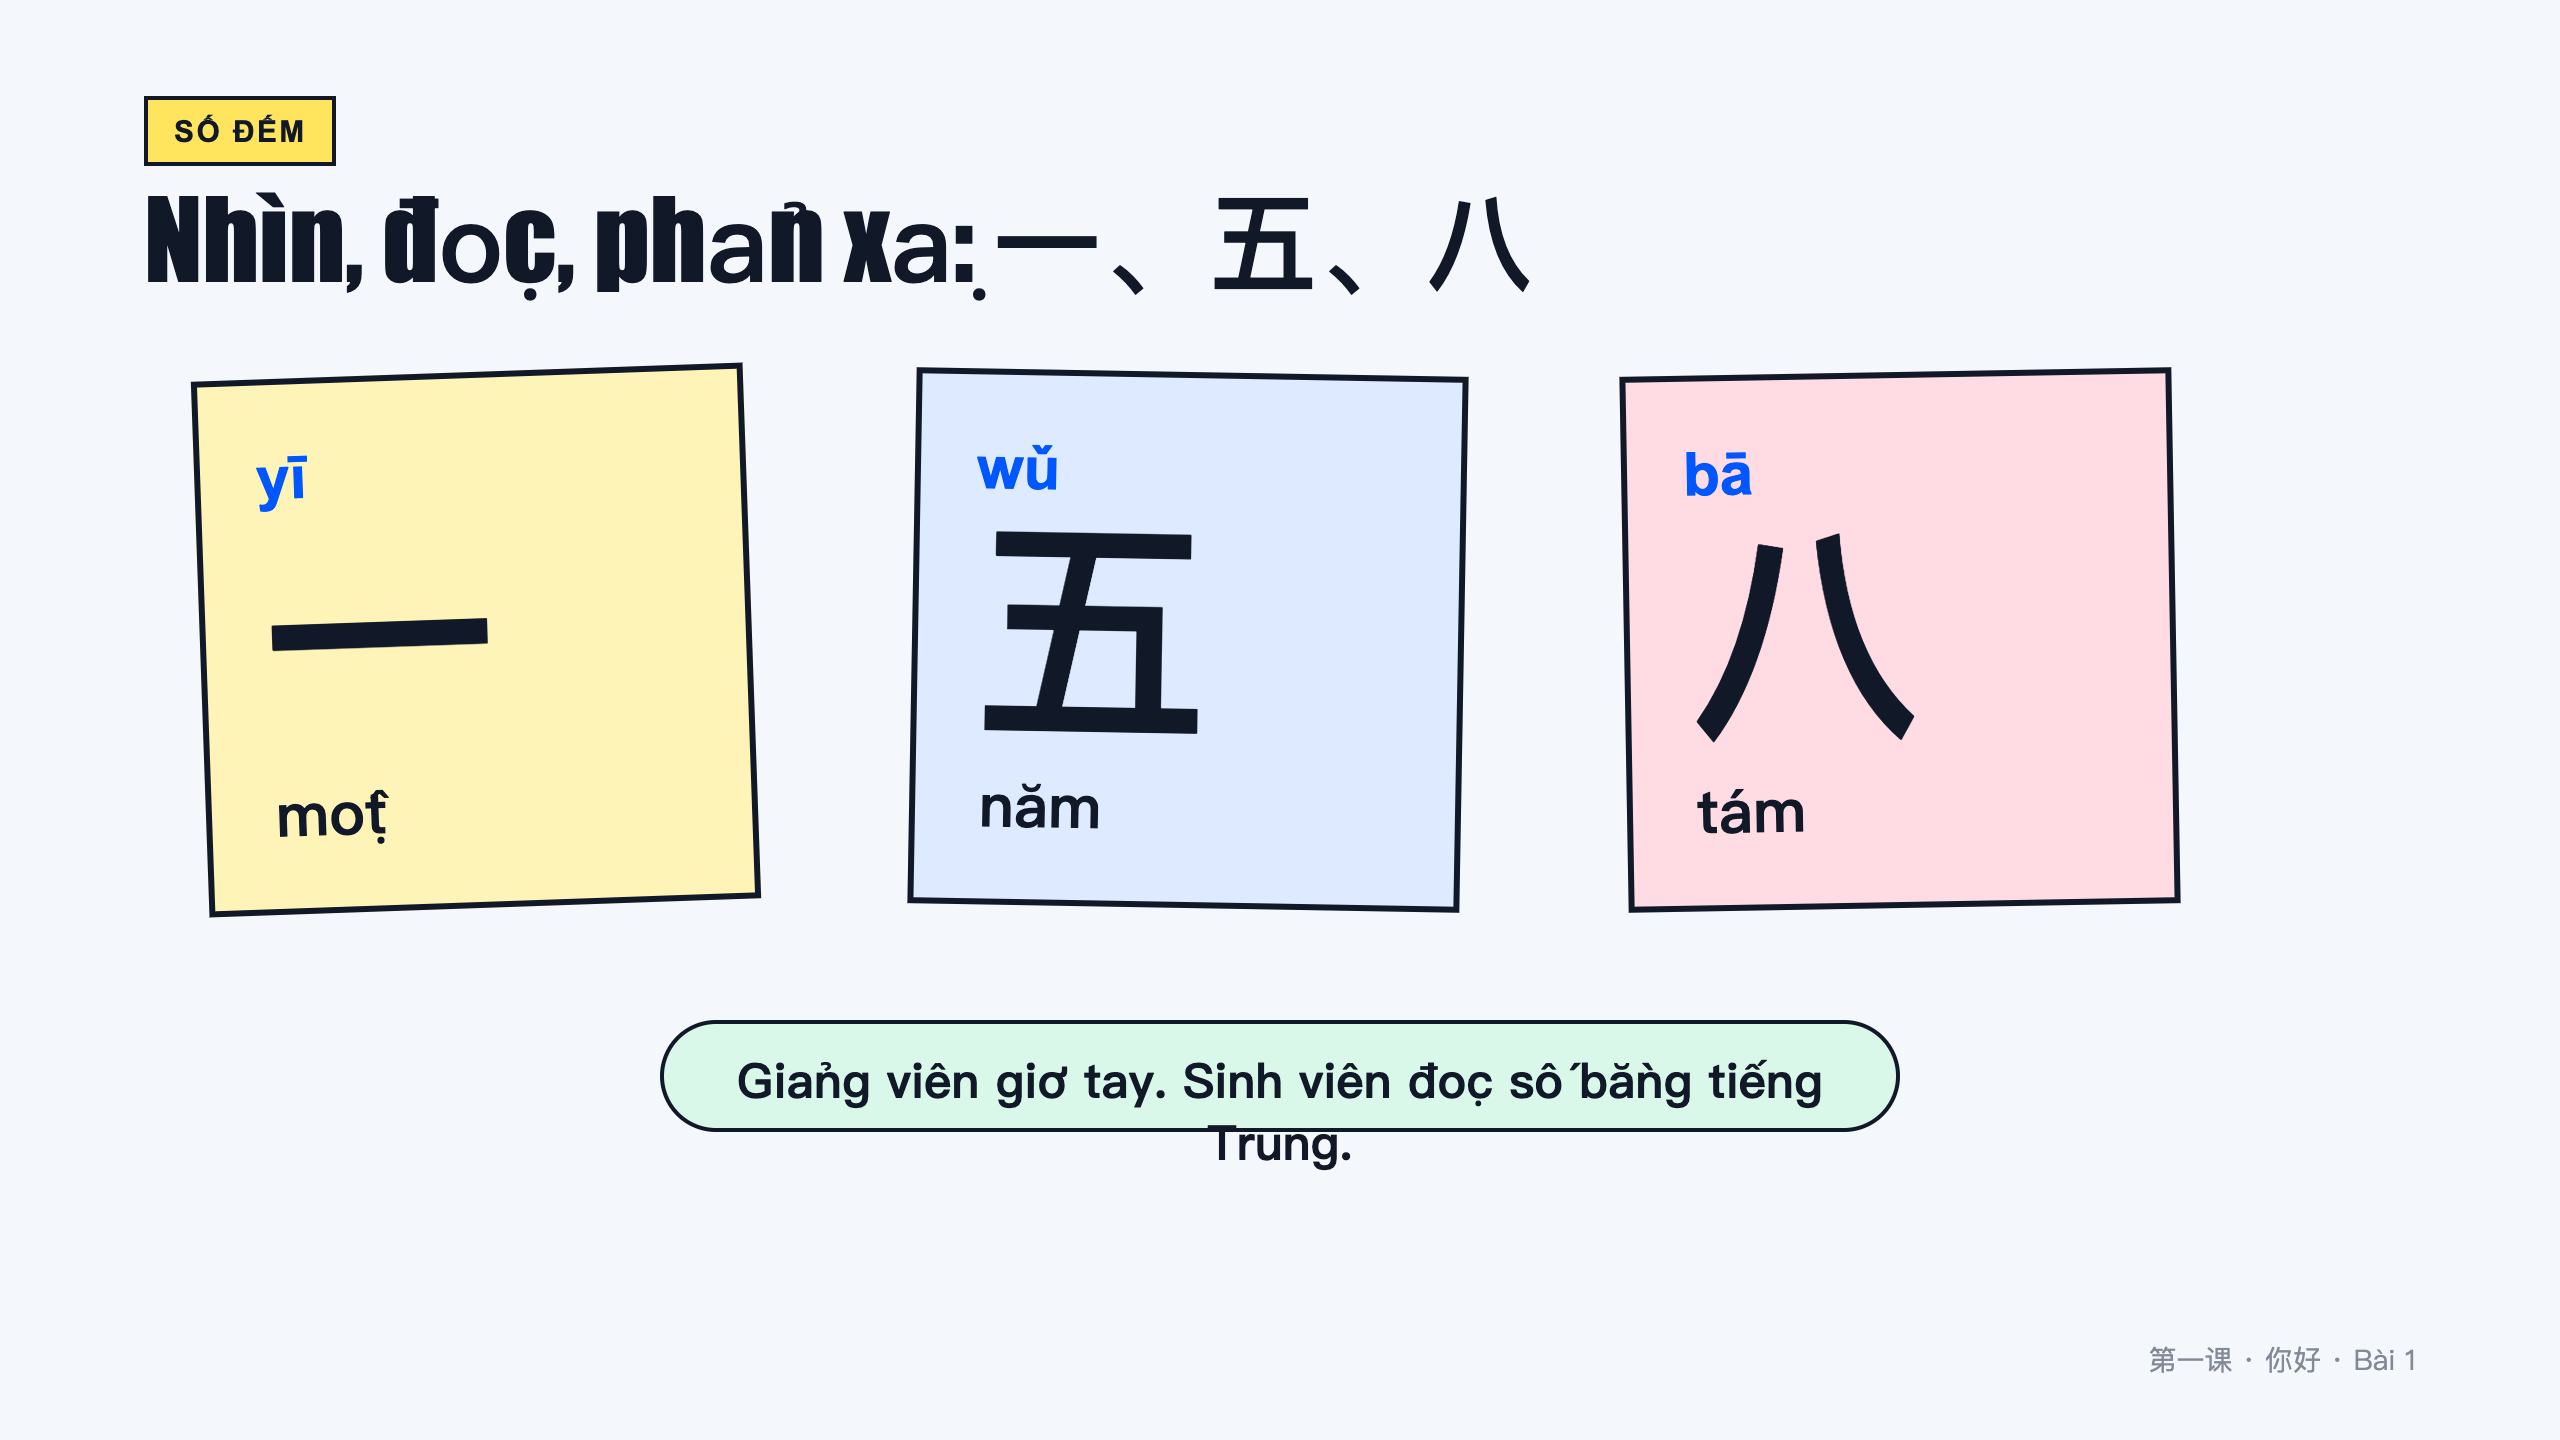 SỐ ĐẾM
Nhìn, đọc, phản xạ: 一、五、八
yī
一
một
wǔ
五
năm
bā
八
tám
Giảng viên giơ tay. Sinh viên đọc số bằng tiếng
Trung.
第一课 · 你好 · Bài 1